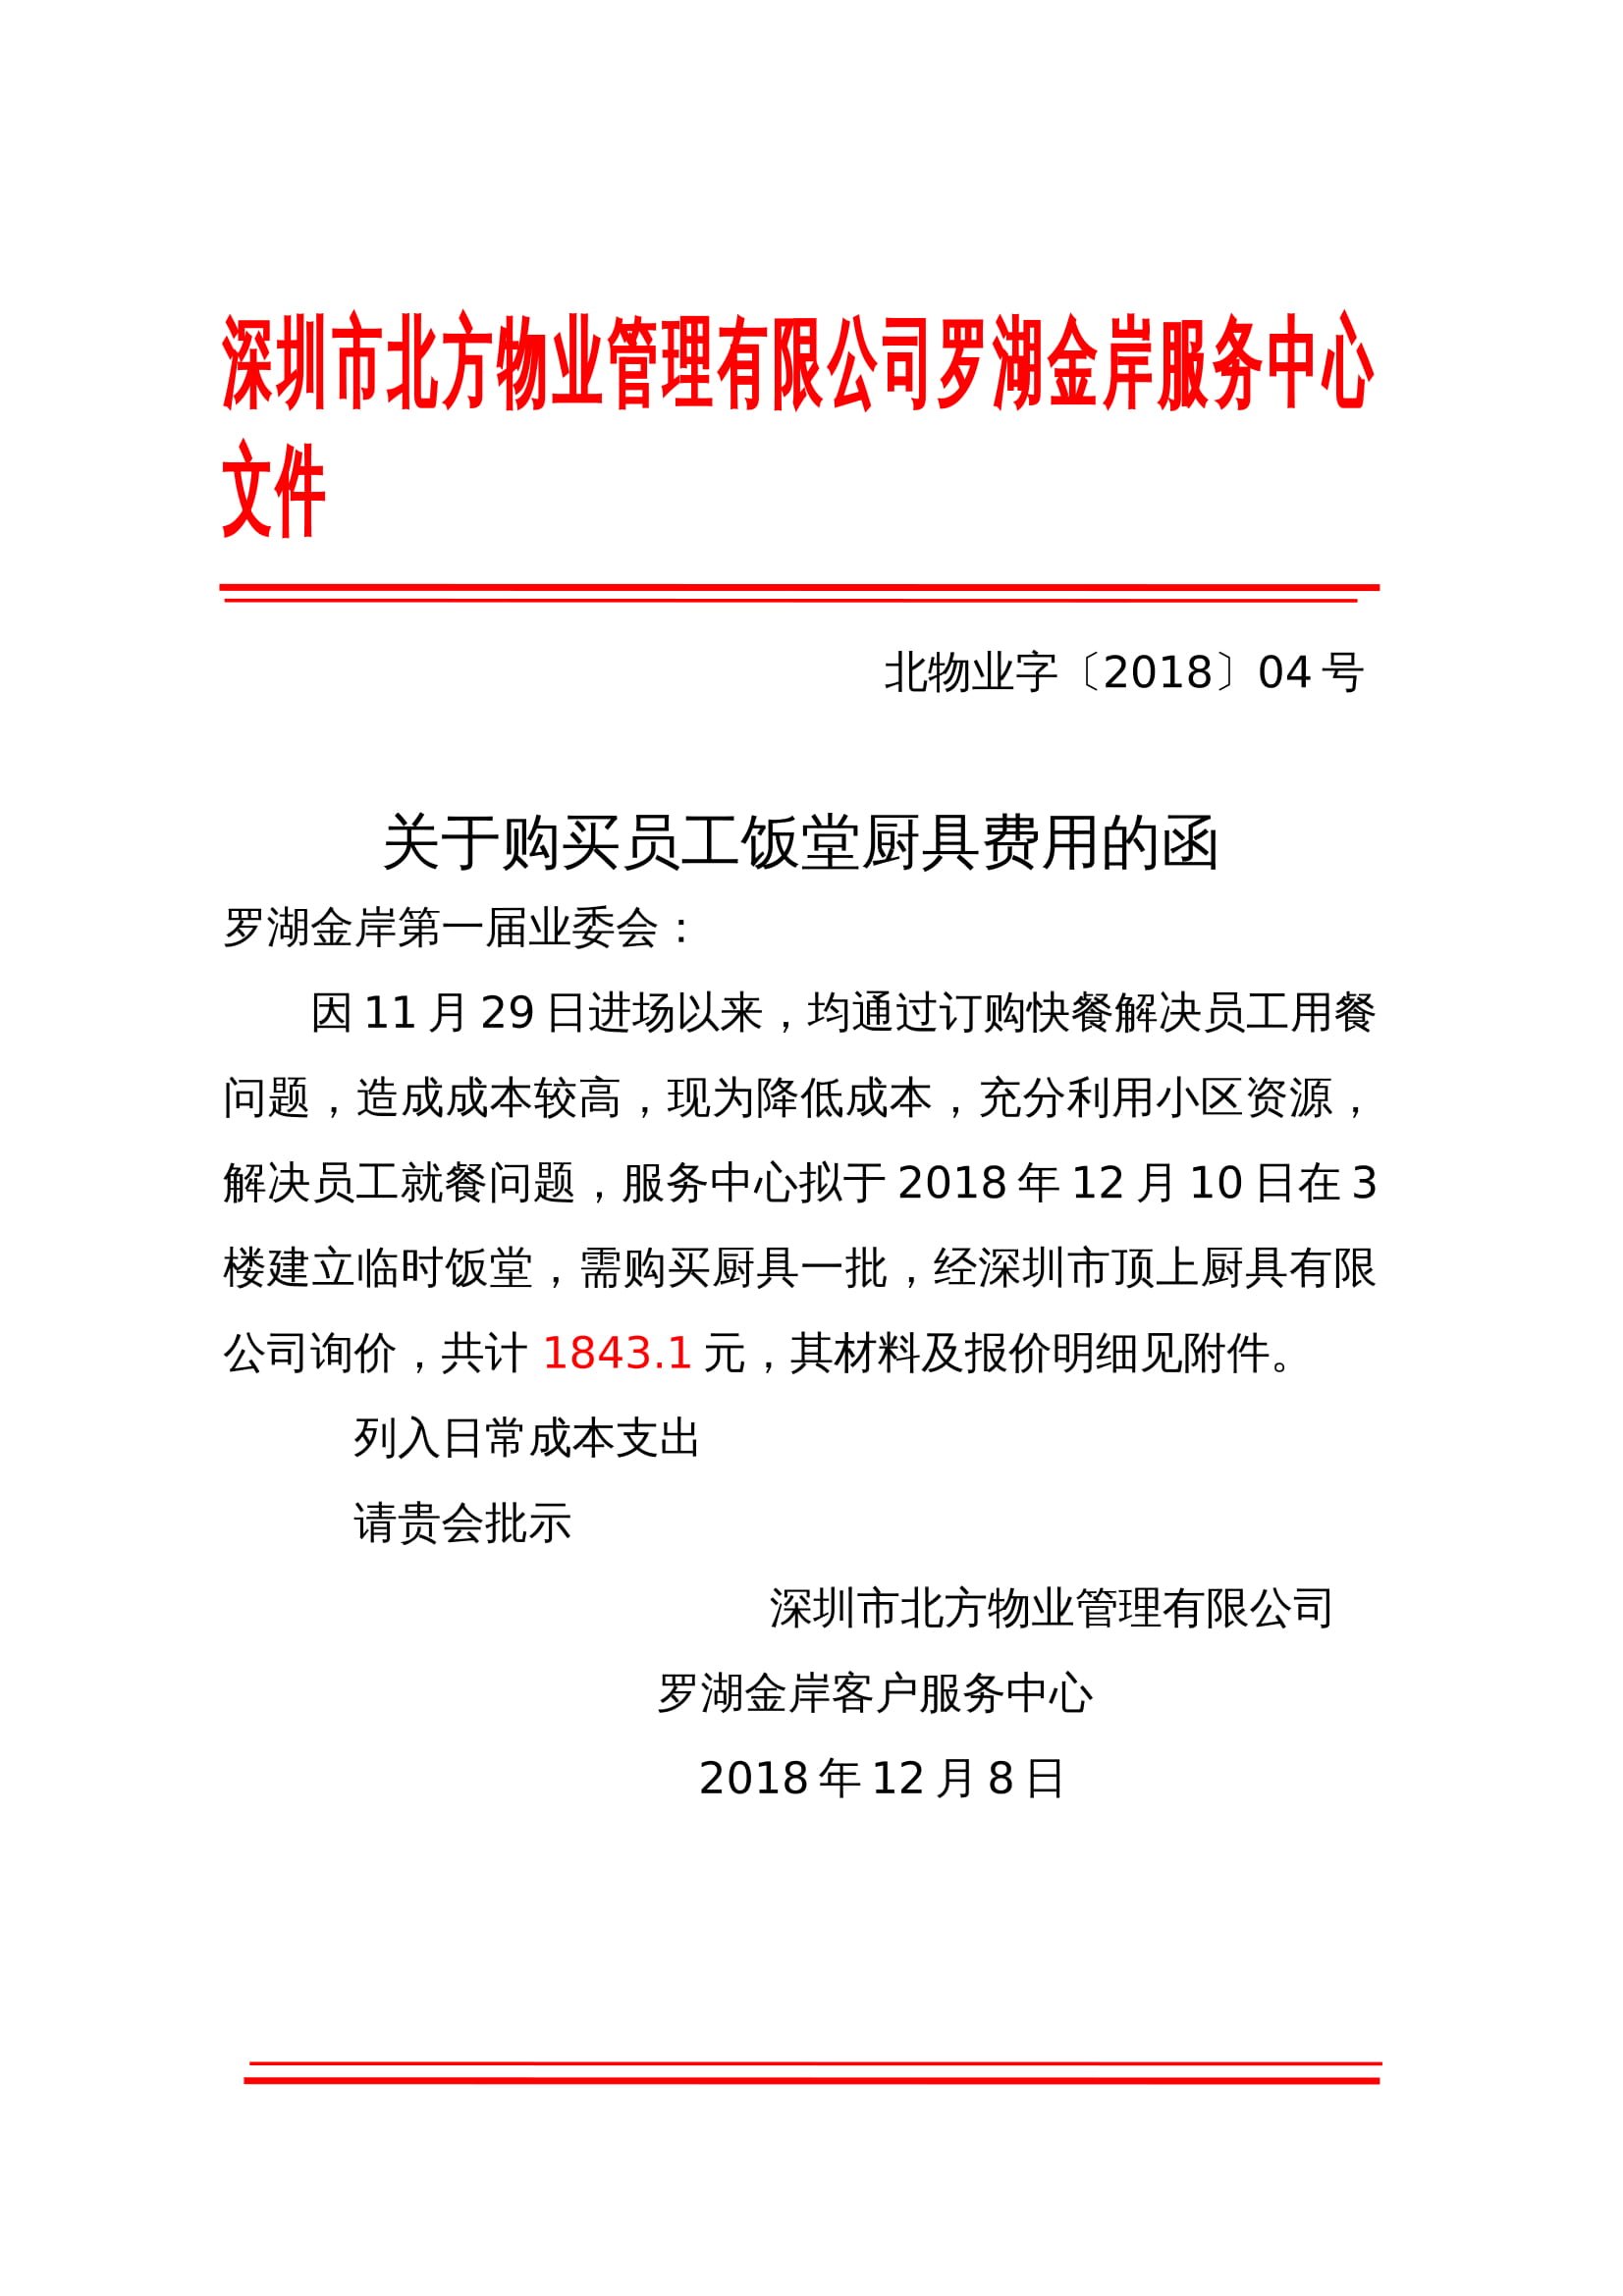 深圳市北方物业管理有限公司罗湖金岸服务中心
文件
北物业字〔2018〕04 号
关于购买员工饭堂厨具费用的函
罗湖金岸第一届业委会：
因 11 月 29 日进场以来，均通过订购快餐解决员工用餐
问题，造成成本较高，现为降低成本，充分利用小区资源，
解决员工就餐问题，服务中心拟于 2018 年 12 月 10 日在 3
楼建立临时饭堂，需购买厨具一批，经深圳市顶上厨具有限
公司询价，共计 1843.1 元，其材料及报价明细见附件。
列入日常成本支出
请贵会批示
深圳市北方物业管理有限公司
罗湖金岸客户服务中心
2018 年 12 月 8 日